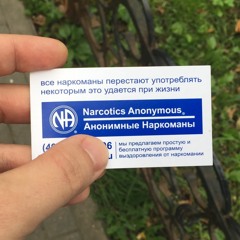 все наркоманы перестают употреблять
некоторым это удается при жизни
NA
Narcotics Anonymous,
Анонимные Наркоманы
мы предлагаем простую и
бесплатную программу
выздоровления от наркомании